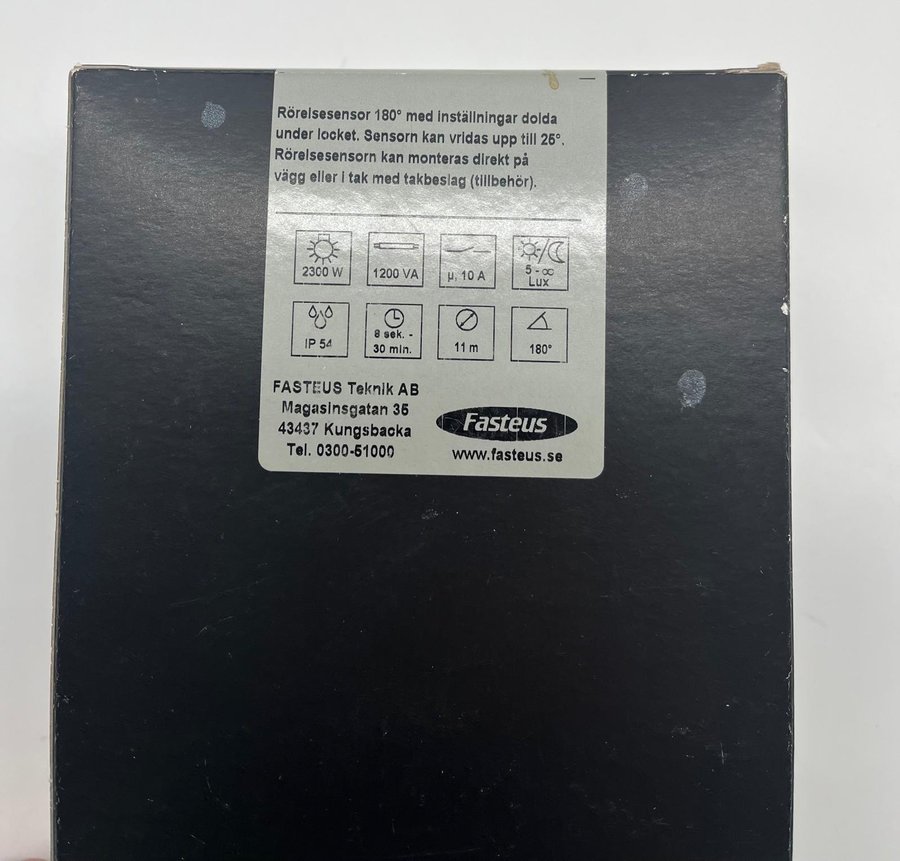 Rörelsesensor 180° med inställningar dolda
under locket. Sensorn kan vridas upp till 25°.
Rörelsesensorn kan monteras direkt på
vägg eller i tak med takbeslag (tillbehör).
2300 W
1200 VA
µ, 10 A
5 - ∞
Lux
IP 54
8 sek. -
30 min.
11 m
180°
FASTEUS Teknik AB
Magasinsgatan 35
43437 Kungsbacka
Tel. 0300-51000
Fasteus
www.fasteus.se